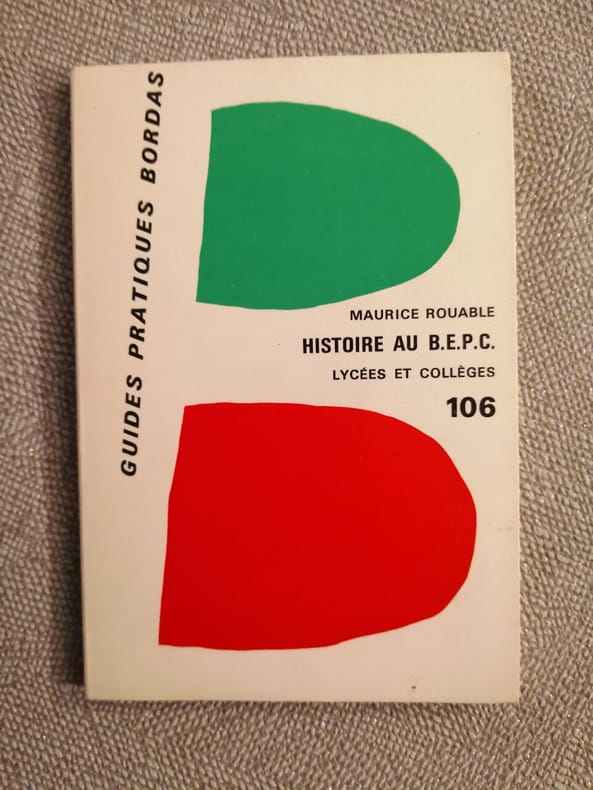 GUIDES PRATIQUES BORDAS
MAURICE ROUABLE
HISTOIRE AU B.E.P.C.
LYCÉES ET COLLÈGES
106